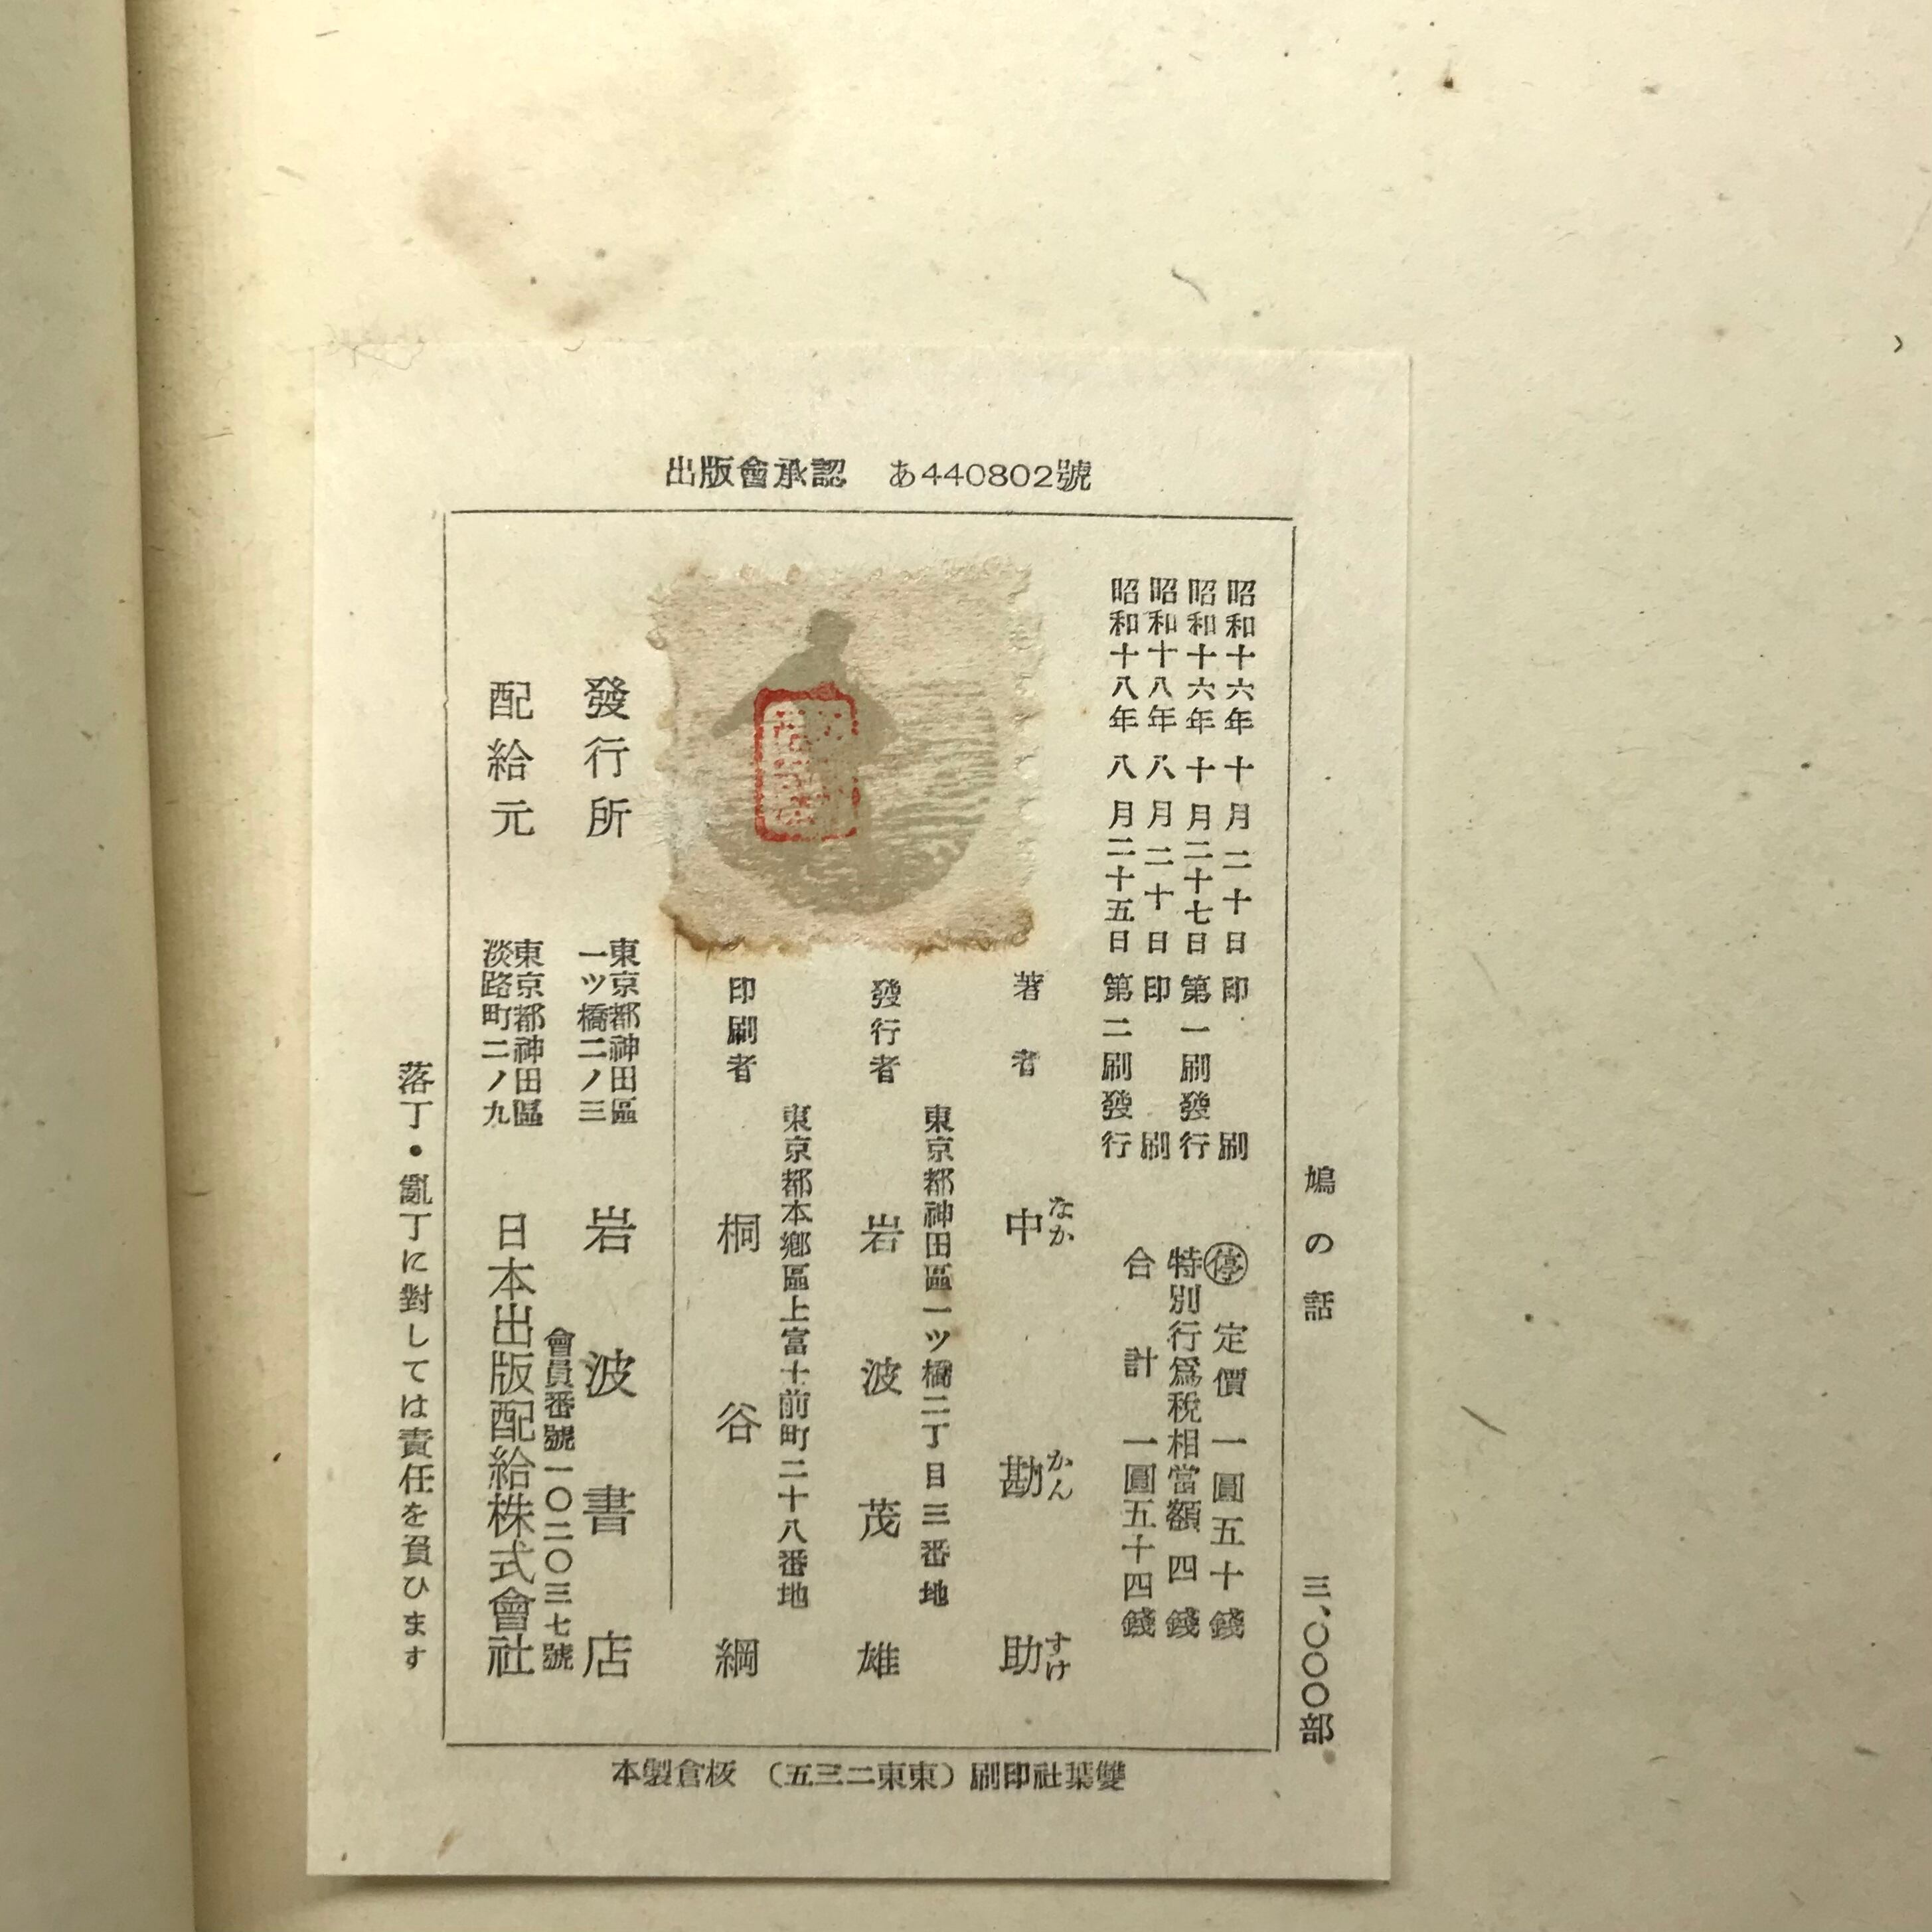 出版會承認　あ440802號
鳩の話　三、〇〇〇部
昭和十六年十月二十日印刷
昭和十六年十月二十七日第一刷發行
昭和十八年八月二十日印刷
昭和十八年八月二十五日第二刷發行
停 定價一圓五十錢
特別行爲税相當額四錢
合計一圓五十四錢
著者　中勘助
なか　かん　すけ
東京都神田區一ツ橋二丁目三番地
發行者　岩波茂雄
東京都本郷區上富士前町二十八番地
印刷者　桐谷綱
發行所
東京都神田區
一ツ橋二ノ三
岩波書店
會員番號一〇二〇三七號
配給元
東京都神田區
淡路町二ノ九
日本出版配給株式會社
落丁・亂丁に對しては責任を負ひます
本製倉板　（五三二東東）刷印社葉雙